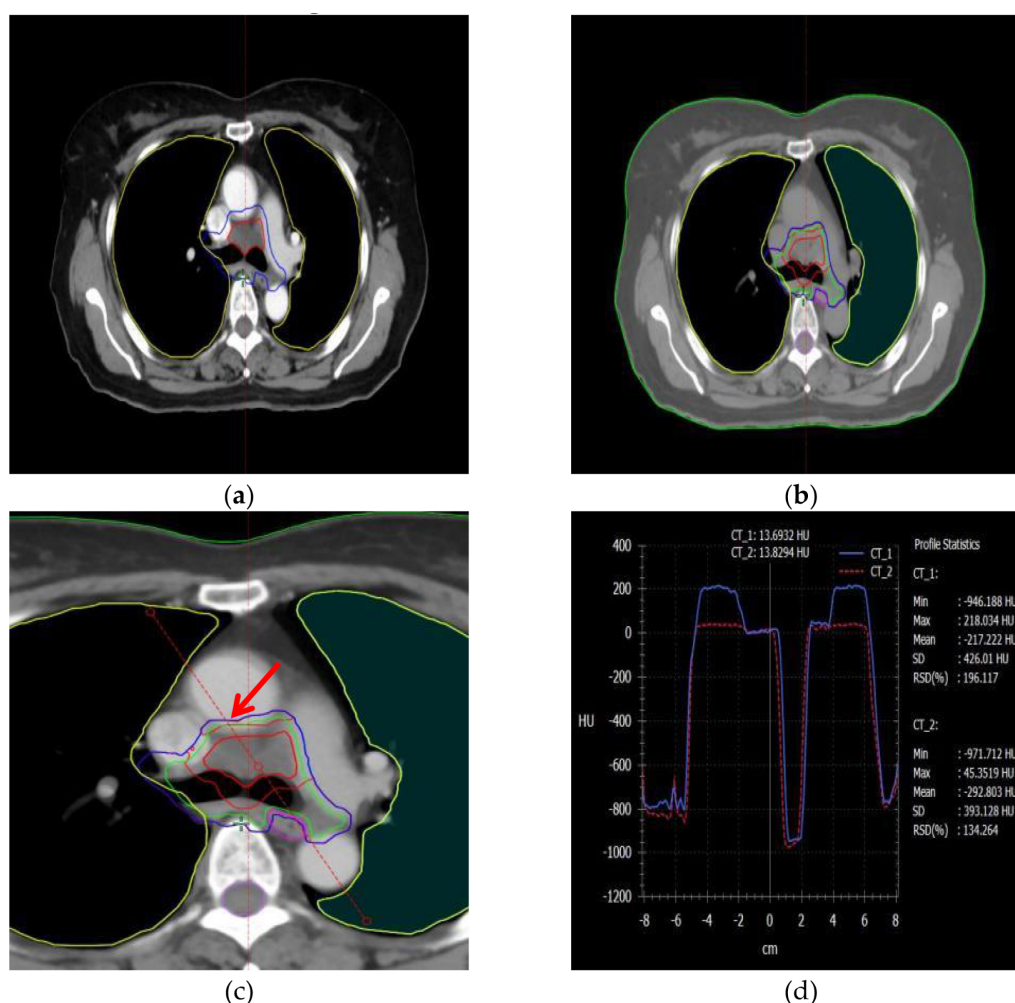 (a)
(b)
CT_1: 13.6932 HU
CT_2: 13.8294 HU
CT_1
CT_2
400
200
0
-200
-400
-600
-800
-1000
-1200
HU
-8
-6
-4
-2
0
2
4
6
8
cm
Profile Statistics
CT_1:
Min : -946.188 HU
Max : 218.034 HU
Mean : -217.222 HU
SD : 426.01 HU
RSD(%) : 196.117
CT_2:
Min : -971.712 HU
Max : 45.3519 HU
Mean : -292.803 HU
SD : 393.128 HU
RSD(%) : 134.264
(c)
(d)